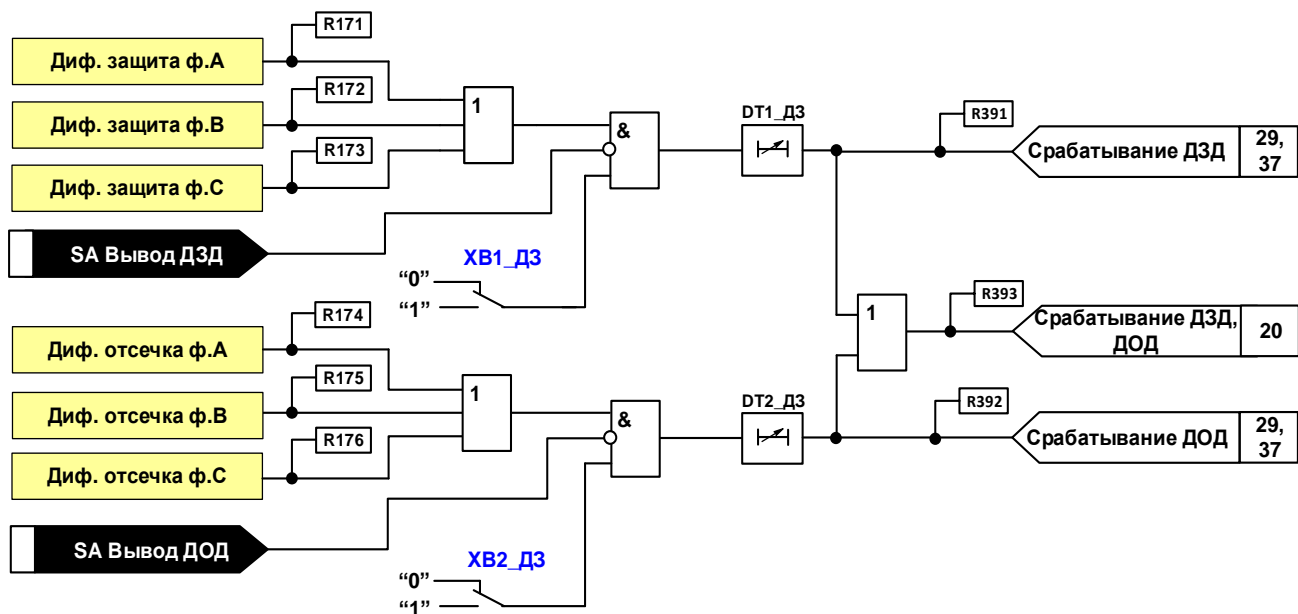 R171
Диф. защита ф.А
R172
Диф. защита ф.В
R173
Диф. защита ф.С
1
&
DT1_ДЗ
R391
Срабатывание ДЗД
29,
37
SA Вывод ДЗД
XB1_ДЗ
“0”
“1”
R174
Диф. отсечка ф.А
R175
Диф. отсечка ф.В
R176
Диф. отсечка ф.С
1
&
1
R393
Срабатывание ДЗД,
ДОД
20
DT2_ДЗ
R392
Срабатывание ДОД
29,
37
SA Вывод ДОД
XB2_ДЗ
“0”
“1”